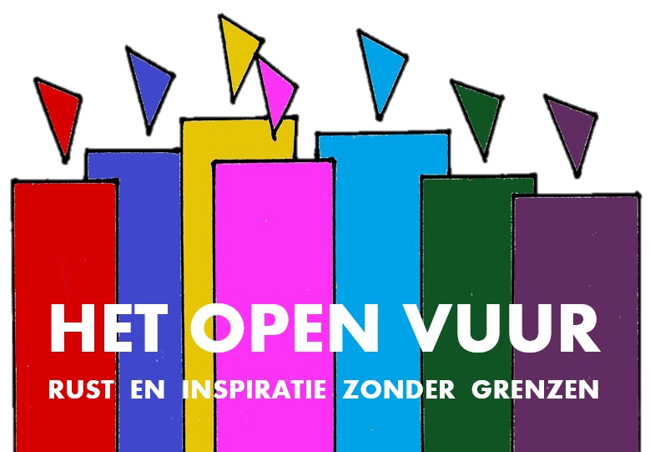 HET OPEN VUUR
RUST EN INSPIRATIE ZONDER GRENZEN